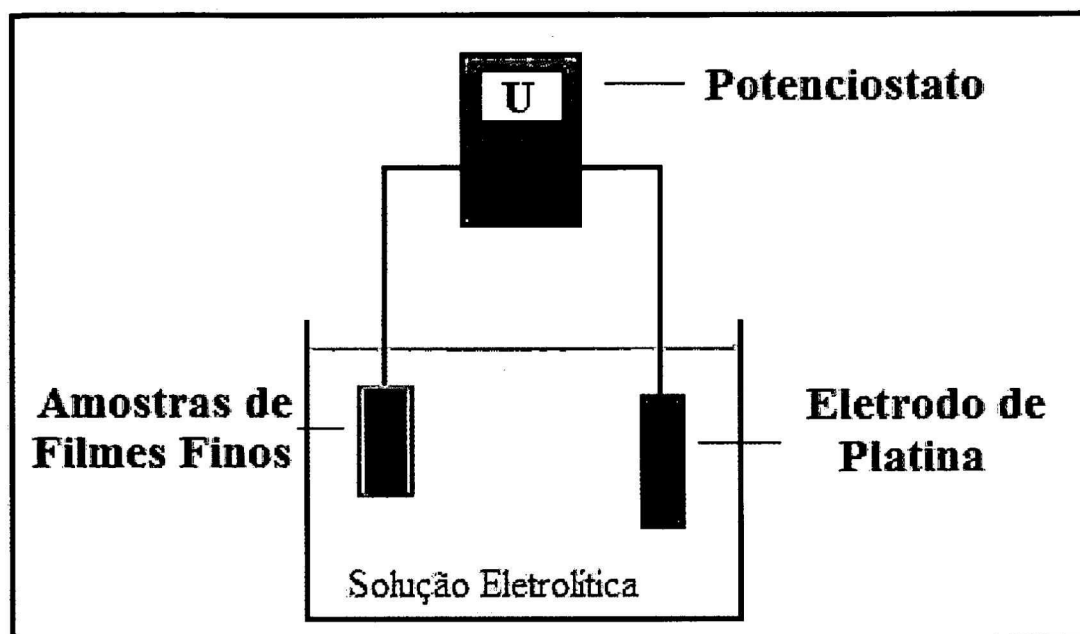 U
Potenciostato
Amostras de
Filmes Finos
Eletrodo de
Platina
Solução Eletrolítica